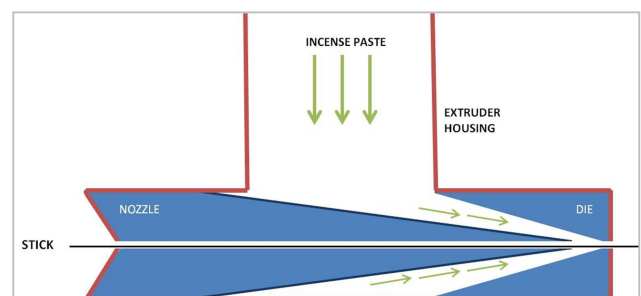 INCENSE PASTE
EXTRUDER
HOUSING
NOZZLE
DIE
STICK